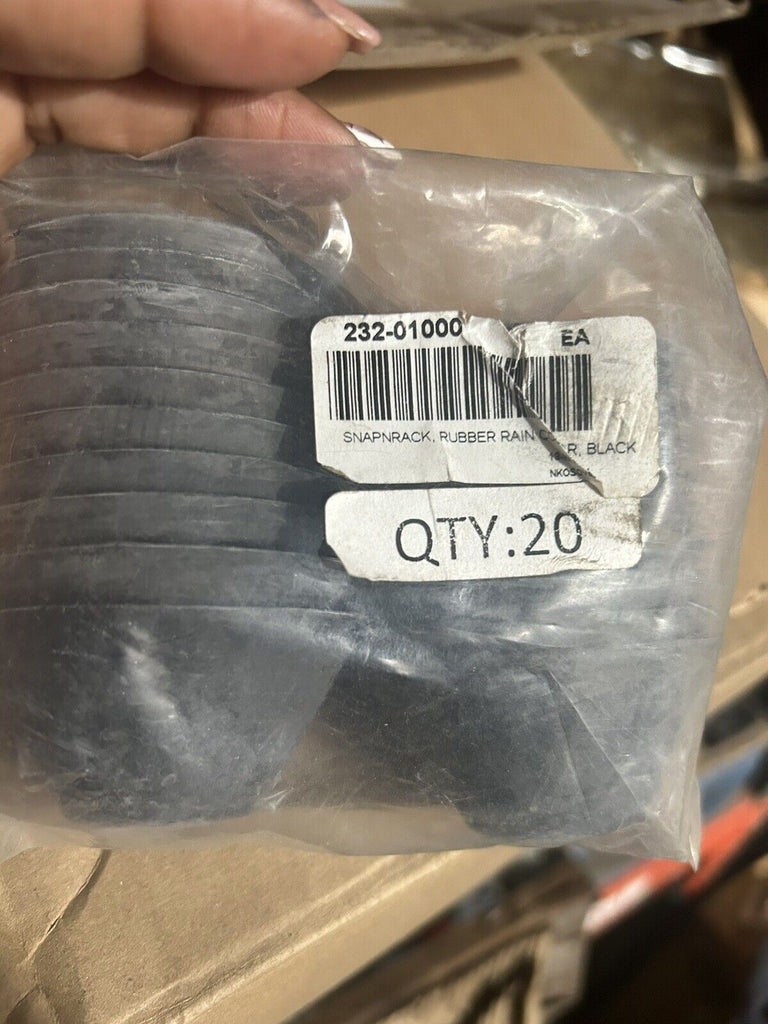 232-01000 EA
SNAPNRACK, RUBBER RAIN R, BLACK
QTY:20